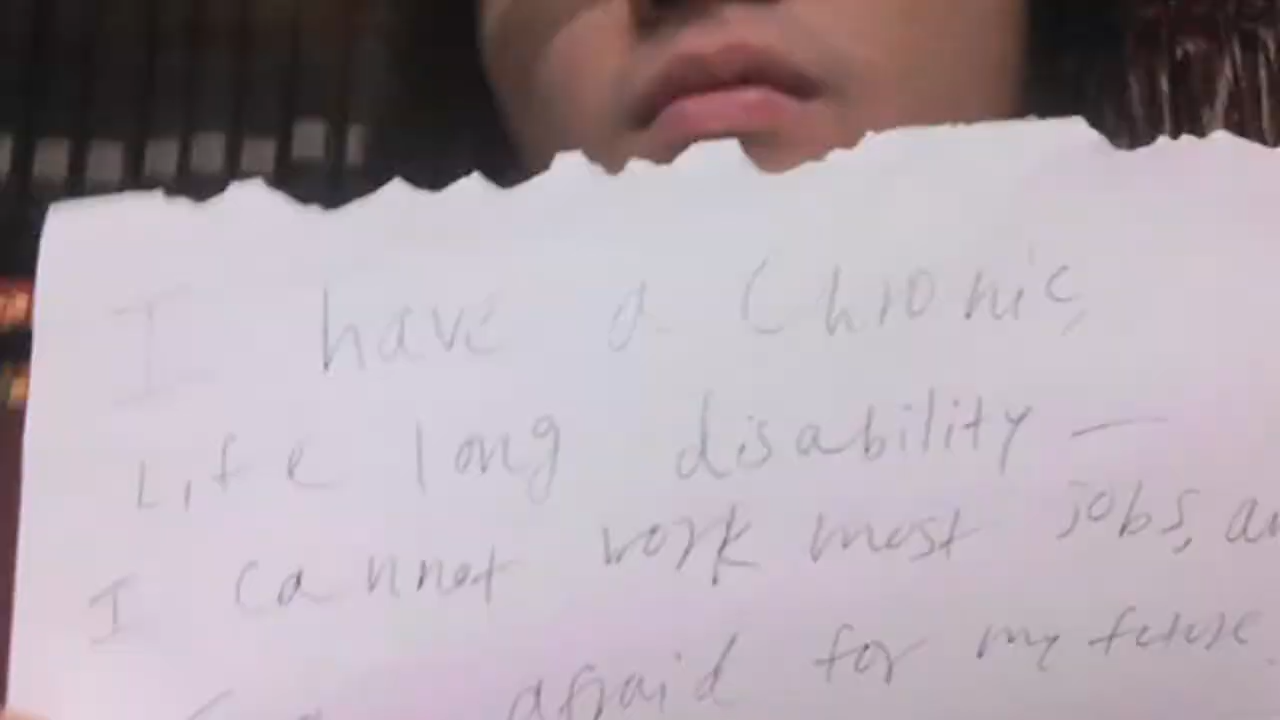 I have a Chronic,
Life long disability —
I cannot work most jobs,
afraid for my future.